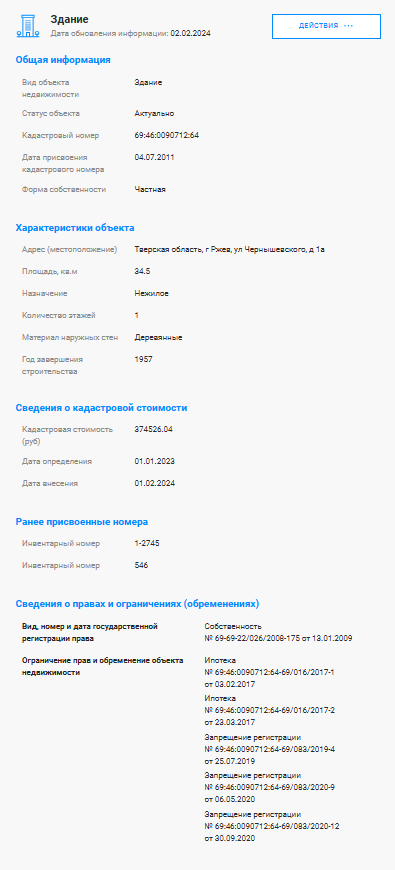 Здание
Дата обновления информации: 02.02.2024
ДЕЙСТВИЯ ···
Общая информация
Вид объекта
недвижимости
Здание
Статус объекта
Актуально
Кадастровый номер
69:46:0090712:64
Дата присвоения
кадастрового номера
04.07.2011
Форма собственности
Частная
Характеристики объекта
Адрес (местоположение)
Тверская область, г Ржев, ул Чернышевского, д 1а
Площадь, кв.м
34.5
Назначение
Нежилое
Количество этажей
1
Материал наружных стен
Деревянные
Год завершения
строительства
1957
Сведения о кадастровой стоимости
Кадастровая стоимость
(руб)
374526.04
Дата определения
01.01.2023
Дата внесения
01.02.2024
Ранее присвоенные номера
Инвентарный номер
1-2745
Инвентарный номер
546
Сведения о правах и ограничениях (обременениях)
Вид, номер и дата государственной
регистрации права
Собственность
№ 69-69-22/026/2008-175 от 13.01.2009
Ограничение прав и обременение объекта
недвижимости
Ипотека
№ 69:46:0090712:64-69/016/2017-1
от 03.02.2017
Ипотека
№ 69:46:0090712:64-69/016/2017-2
от 23.03.2017
Запрещение регистрации
№ 69:46:0090712:64-69/083/2019-4
от 25.07.2019
Запрещение регистрации
№ 69:46:0090712:64-69/083/2020-9
от 06.05.2020
Запрещение регистрации
№ 69:46:0090712:64-69/083/2020-12
от 30.09.2020